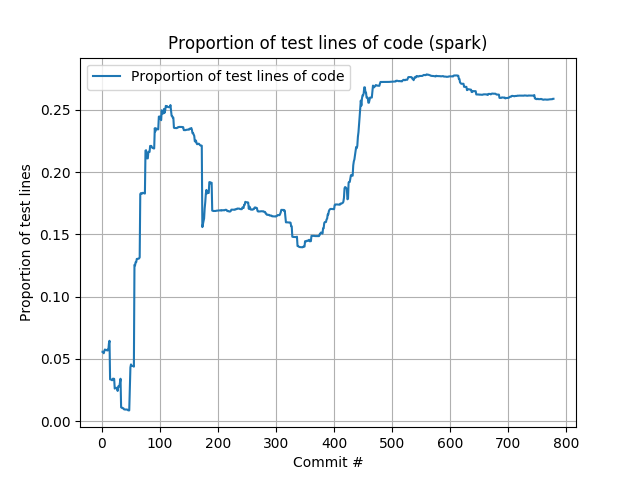 Proportion of test lines of code (spark)
Proportion of test lines of code
Proportion of test lines
0.25
0.20
0.15
0.10
0.05
0.00
0 100 200 300 400 500 600 700 800
Commit #